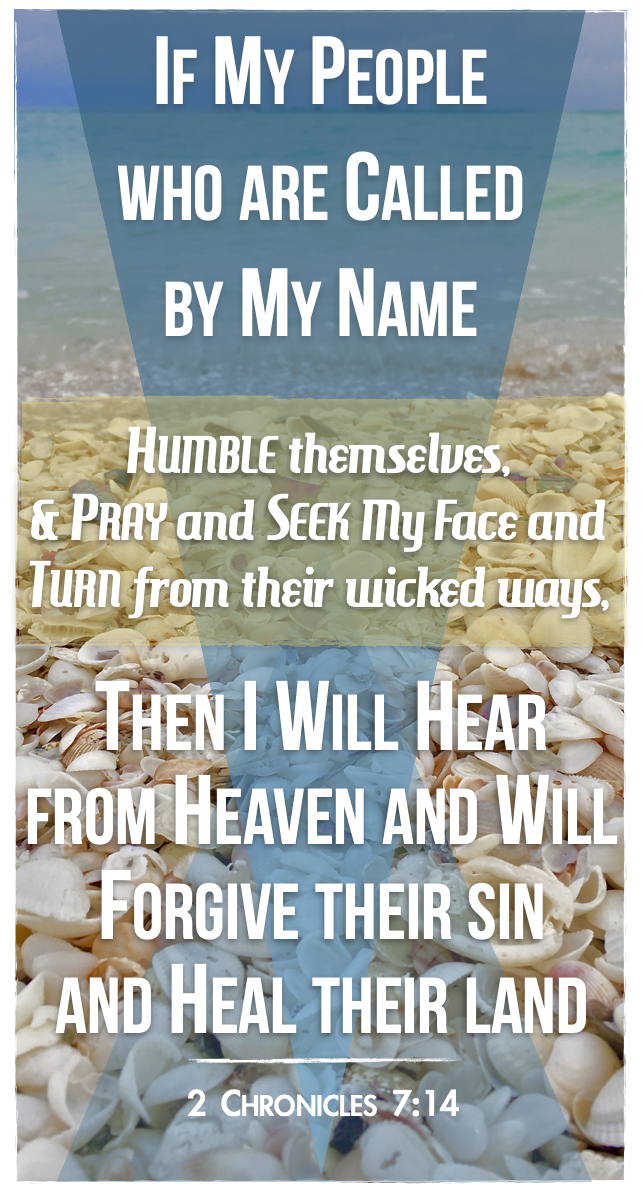 If My People
who are Called
by My Name
Humble themselves,
& Pray and Seek My Face and
Turn from their wicked ways,
Then I Will Hear
from Heaven and Will
Forgive their sin
and Heal their land
2 Chronicles 7:14